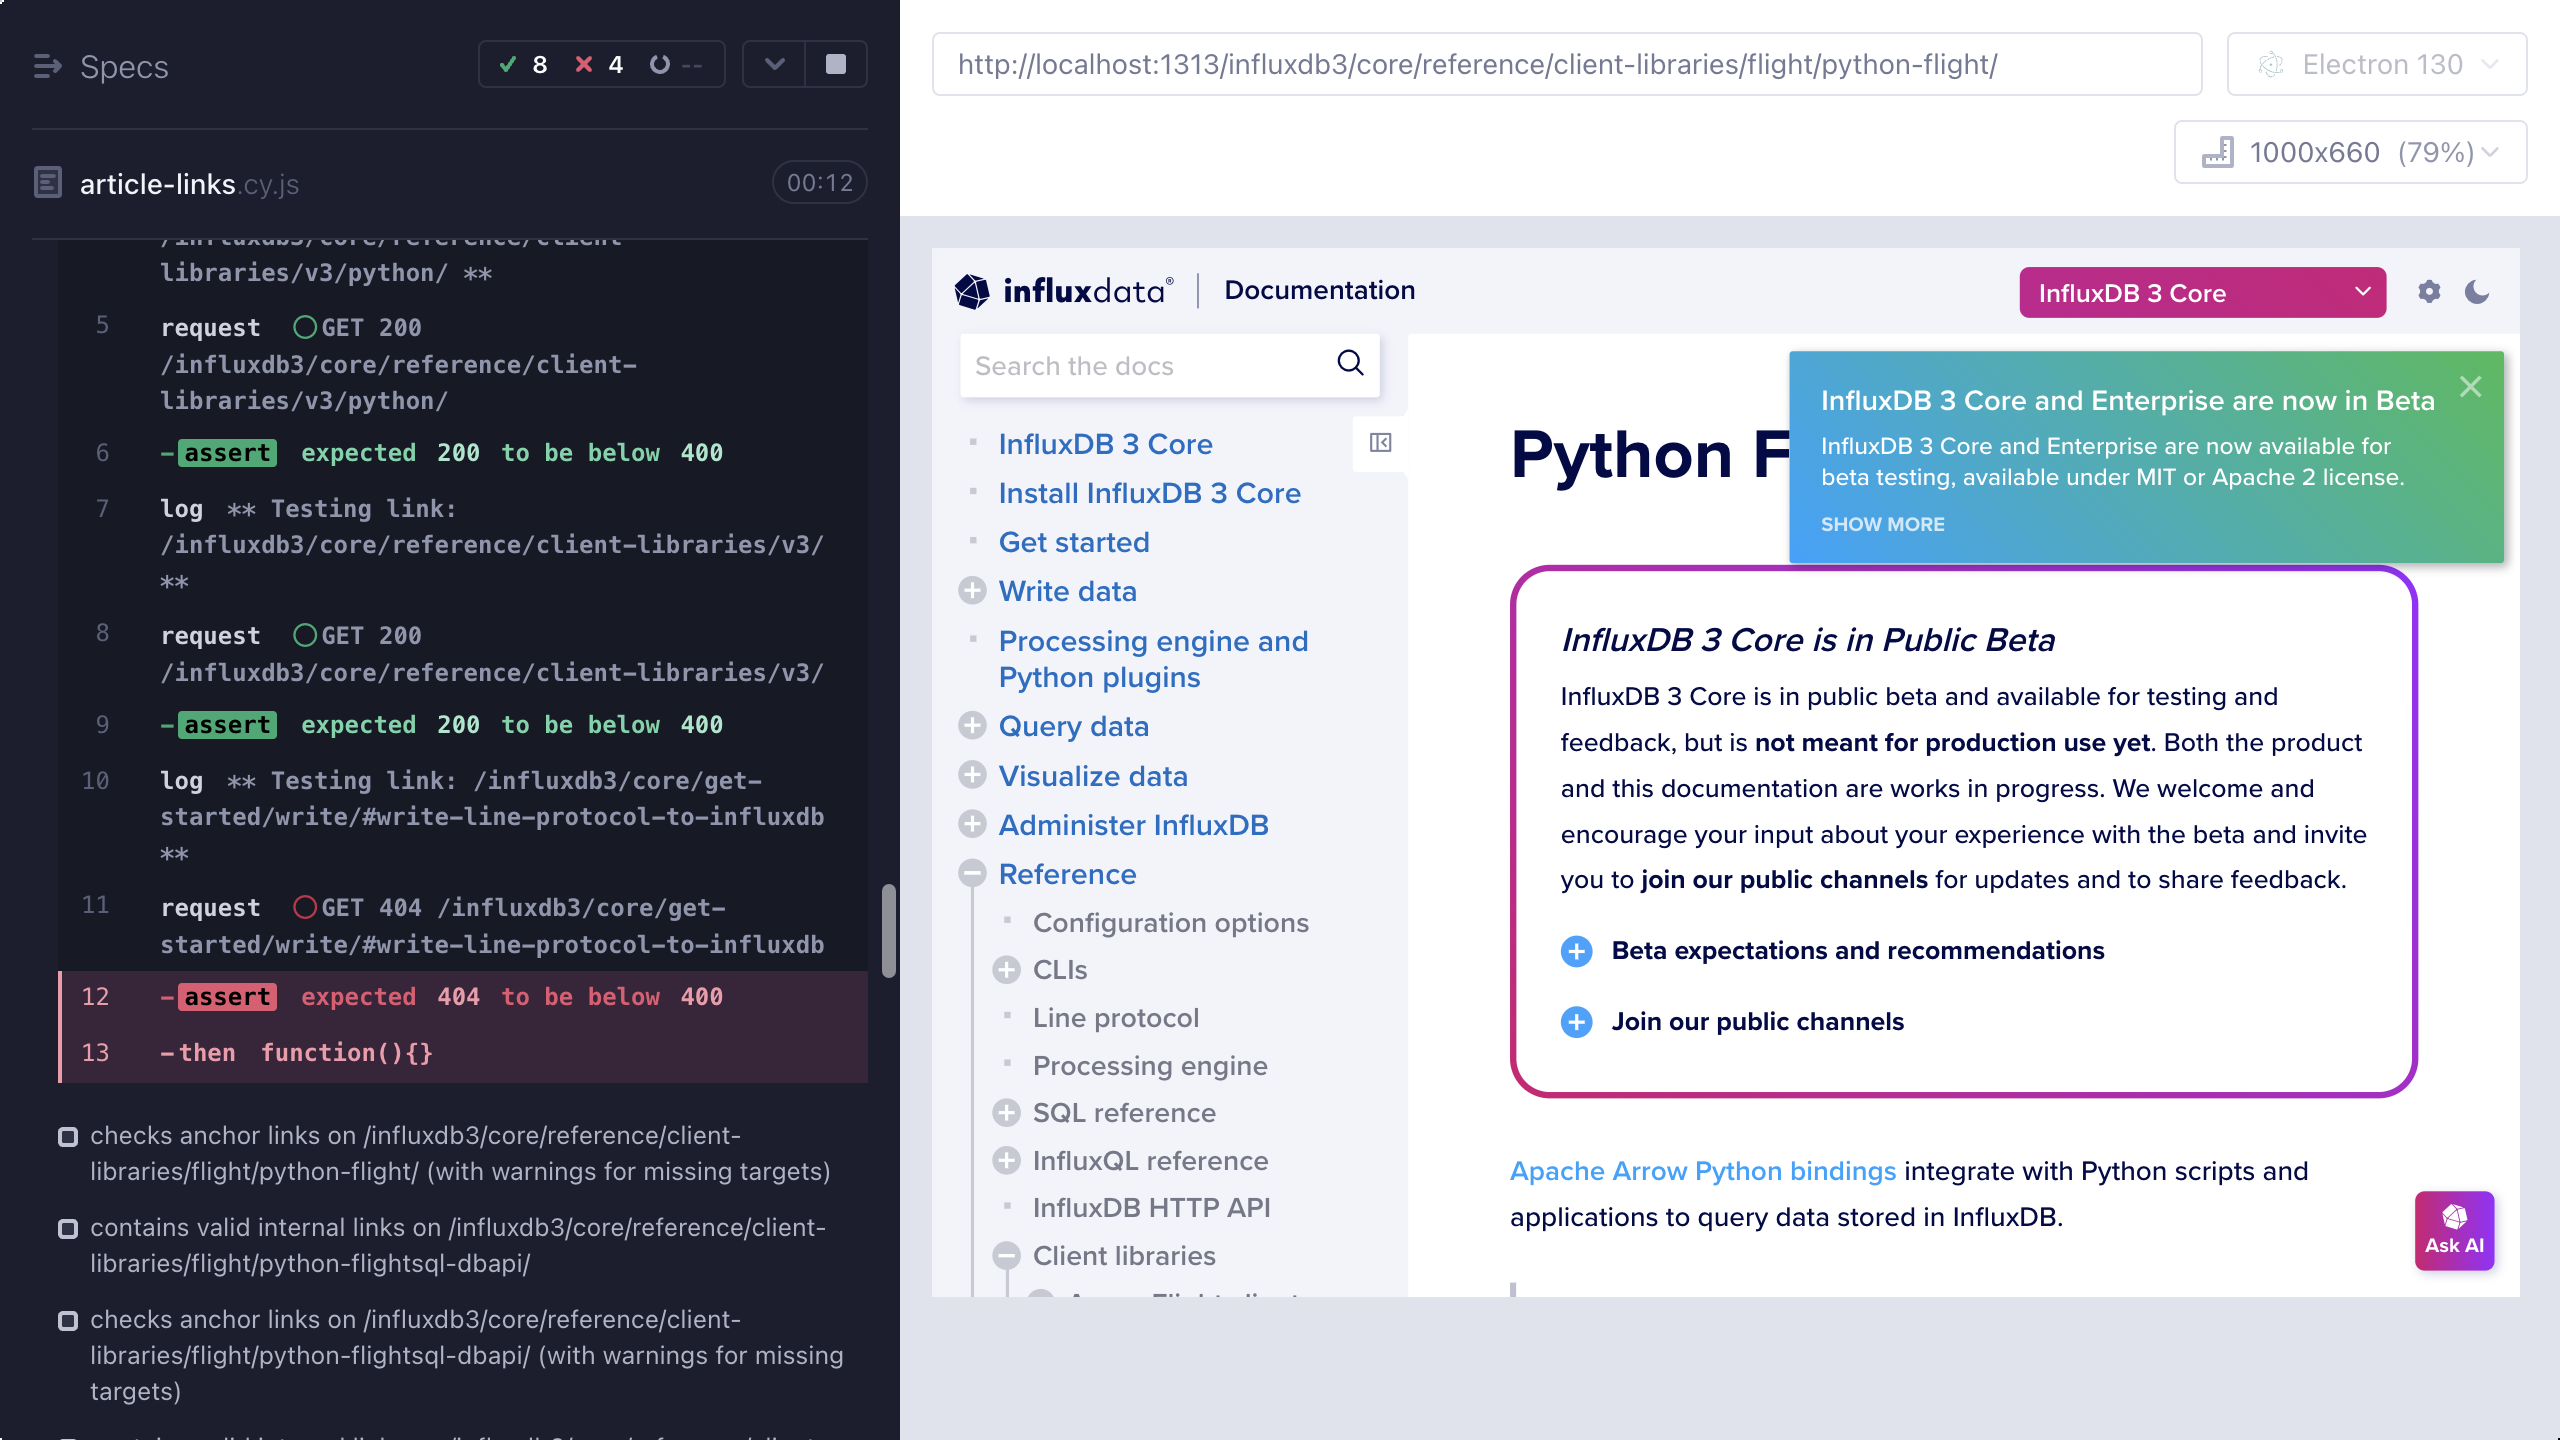 Specs
8 4 --
article-links.cy.js
00:12
/influxdb3/core/reference/client-
libraries/v3/python/ **
5 request GET 200
/influxdb3/core/reference/client-
libraries/v3/python/
6 -assert expected 200 to be below 400
7 log ** Testing link:
/influxdb3/core/reference/client-libraries/v3/
**
8 request GET 200
/influxdb3/core/reference/client-libraries/v3/
9 -assert expected 200 to be below 400
10 log ** Testing link: /influxdb3/core/get-
started/write/#write-line-protocol-to-influxdb
**
11 request GET 404 /influxdb3/core/get-
started/write/#write-line-protocol-to-influxdb
12 -assert expected 404 to be below 400
13 -then function(){}
checks anchor links on /influxdb3/core/reference/client-
libraries/flight/python-flight/ (with warnings for missing targets)
contains valid internal links on /influxdb3/core/reference/client-
libraries/flight/python-flightsql-dbapi/
checks anchor links on /influxdb3/core/reference/client-
libraries/flight/python-flightsql-dbapi/ (with warnings for missing
targets)
http://localhost:1313/influxdb3/core/reference/client-libraries/flight/python-flight/
Electron 130
1000x660 (79%)
influxdata® Documentation
InfluxDB 3 Core
Search the docs
InfluxDB 3 Core
Install InfluxDB 3 Core
Get started
Write data
Processing engine and
Python plugins
Query data
Visualize data
Administer InfluxDB
Reference
Configuration options
CLIs
Line protocol
Processing engine
SQL reference
InfluxQL reference
InfluxDB HTTP API
Client libraries
Python F
InfluxDB 3 Core and Enterprise are now in Beta
InfluxDB 3 Core and Enterprise are now available for
beta testing, available under MIT or Apache 2 license.
SHOW MORE
InfluxDB 3 Core is in Public Beta
InfluxDB 3 Core is in public beta and available for testing and
feedback, but is not meant for production use yet. Both the product
and this documentation are works in progress. We welcome and
encourage your input about your experience with the beta and invite
you to join our public channels for updates and to share feedback.
Beta expectations and recommendations
Join our public channels
Apache Arrow Python bindings integrate with Python scripts and
applications to query data stored in InfluxDB.
Ask AI